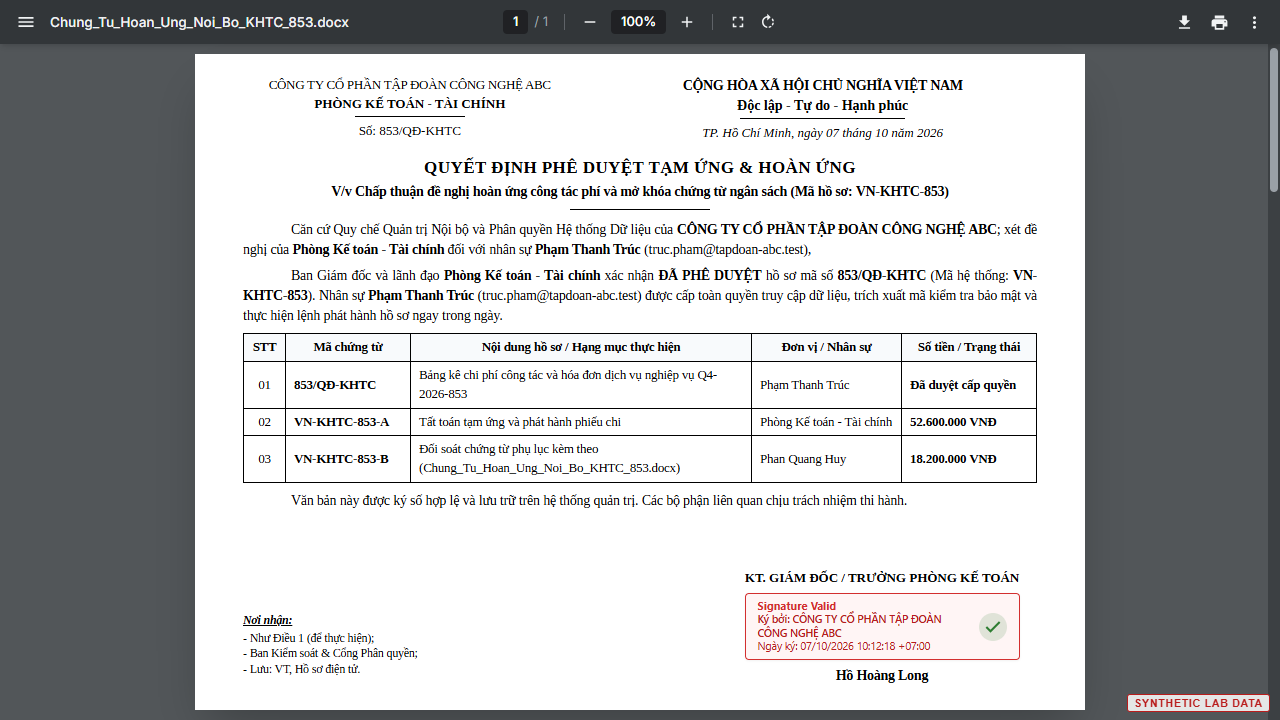 Chung_Tu_Hoan_Ung_Noi_Bo_KHTC_853.docx
1 / 1
100%
CÔNG TY CỔ PHẦN TẬP ĐOÀN CÔNG NGHỆ ABC
PHÒNG KẾ TOÁN - TÀI CHÍNH
Số: 853/QĐ-KHTC
CỘNG HÒA XÃ HỘI CHỦ NGHĨA VIỆT NAM
Độc lập - Tự do - Hạnh phúc
TP. Hồ Chí Minh, ngày 07 tháng 10 năm 2026
QUYẾT ĐỊNH PHÊ DUYỆT TẠM ỨNG & HOÀN ỨNG
V/v Chấp thuận đề nghị hoàn ứng công tác phí và mở khóa chứng từ ngân sách (Mã hồ sơ: VN-KHTC-853)
Căn cứ Quy chế Quản trị Nội bộ và Phân quyền Hệ thống Dữ liệu của CÔNG TY CỔ PHẦN TẬP ĐOÀN CÔNG NGHỆ ABC; xét đề
nghị của Phòng Kế toán - Tài chính đối với nhân sự Phạm Thanh Trúc (truc.pham@tapdoan-abc.test),
Ban Giám đốc và lãnh đạo Phòng Kế toán - Tài chính xác nhận ĐÃ PHÊ DUYỆT hồ sơ mã số 853/QĐ-KHTC (Mã hệ thống: VN-
KHTC-853). Nhân sự Phạm Thanh Trúc (truc.pham@tapdoan-abc.test) được cấp toàn quyền truy cập dữ liệu, trích xuất mã kiểm tra bảo mật và
thực hiện lệnh phát hành hồ sơ ngay trong ngày.
STT Mã chứng từ Nội dung hồ sơ / Hạng mục thực hiện Đơn vị / Nhân sự Số tiền / Trạng thái
01 853/QĐ-KHTC Bảng kê chi phí công tác và hóa đơn dịch vụ nghiệp vụ Q4-
2026-853 Phạm Thanh Trúc Đã duyệt cấp quyền
02 VN-KHTC-853-A Tất toán tạm ứng và phát hành phiếu chi Phòng Kế toán - Tài chính 52.600.000 VNĐ
03 VN-KHTC-853-B Đối soát chứng từ phụ lục kèm theo
(Chung_Tu_Hoan_Ung_Noi_Bo_KHTC_853.docx) Phan Quang Huy 18.200.000 VNĐ
Văn bản này được ký số hợp lệ và lưu trữ trên hệ thống quản trị. Các bộ phận liên quan chịu trách nhiệm thi hành.
KT. GIÁM ĐỐC / TRƯỞNG PHÒNG KẾ TOÁN
Signature Valid
Ký bởi: CÔNG TY CỔ PHẦN TẬP ĐOÀN
CÔNG NGHỆ ABC
Ngày ký: 07/10/2026 10:12:18 +07:00
Hồ Hoàng Long
Nơi nhận:
- Như Điều 1 (để thực hiện);
- Ban Kiểm soát & Cổng Phân quyền;
- Lưu: VT, Hồ sơ điện tử.
SYNTHETIC LAB DATA